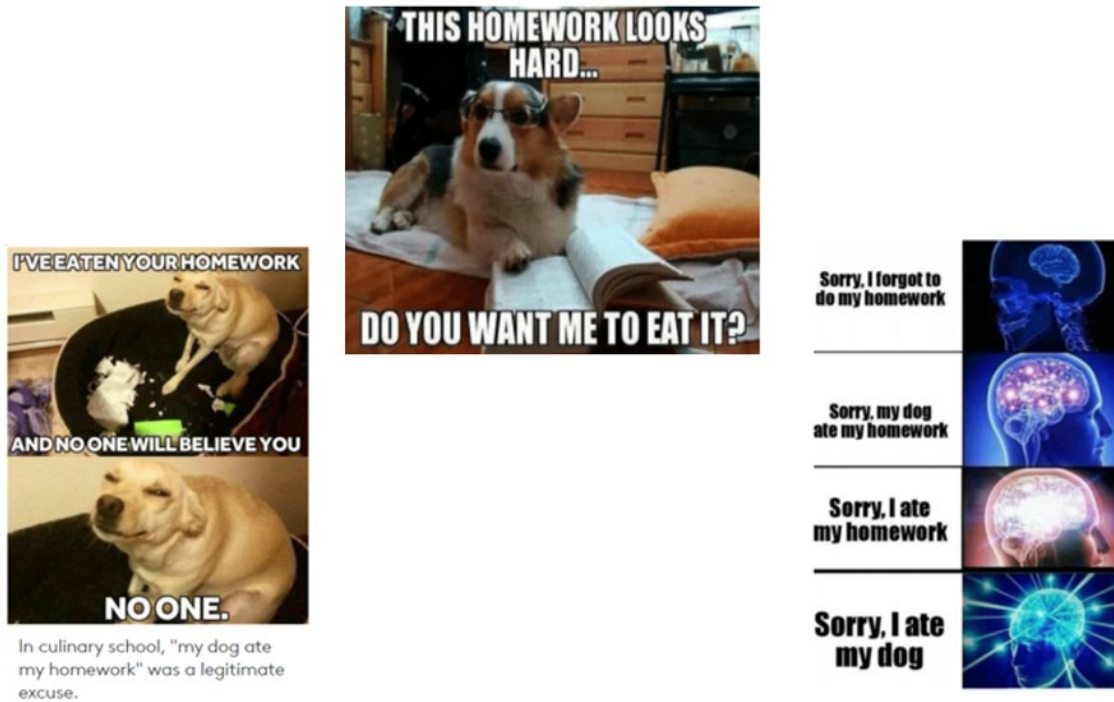 THIS HOMEWORK LOOKS
HARD...
DO YOU WANT ME TO EAT IT?
I'VE EATEN YOUR HOMEWORK
AND NO ONE WILL BELIEVE YOU
NO ONE.
In culinary school, "my dog ate
my homework" was a legitimate
excuse.
Sorry, I forgot to
do my homework
Sorry, my dog
ate my homework
Sorry, I ate
my homework
Sorry, I ate
my dog